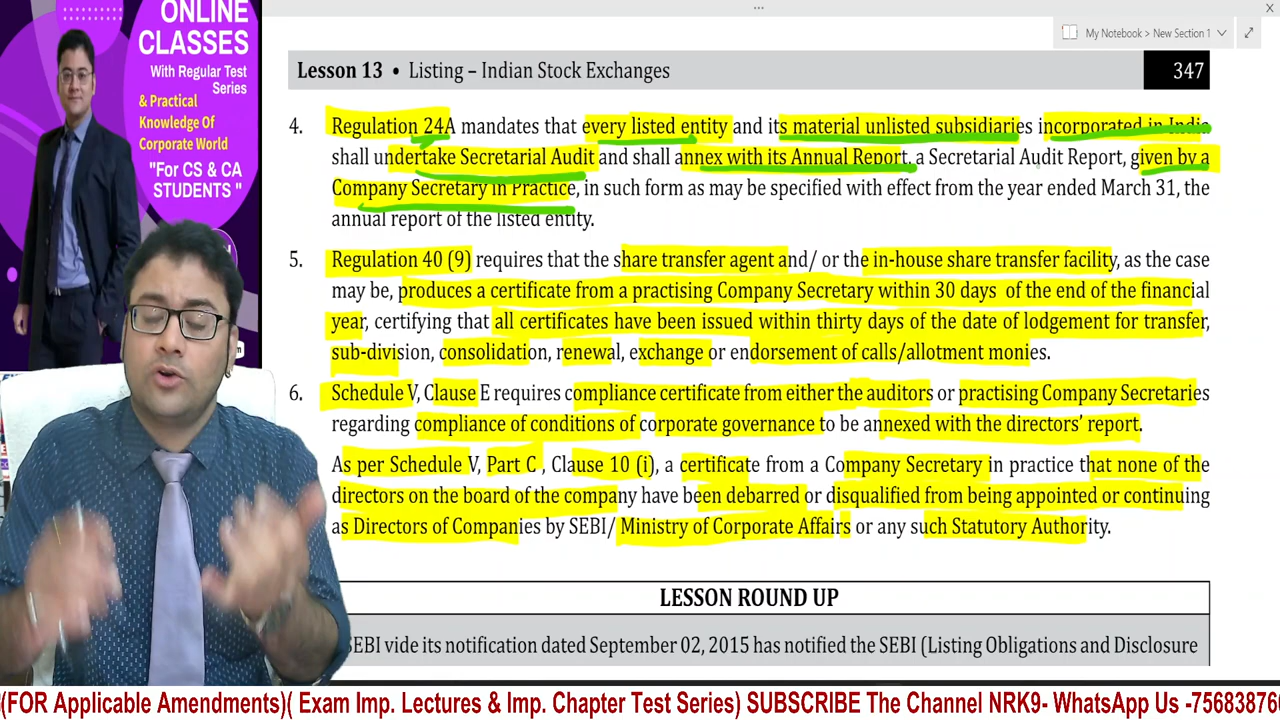 ONLINE
CLASSES
With Regular Test
Series
& Practical
Knowledge Of
Corporate World
"For CS & CA
STUDENTS "
My Notebook > New Section 1
Lesson 13 • Listing – Indian Stock Exchanges 347
4. Regulation 24A mandates that every listed entity and its material unlisted subsidiaries incorporated in India
shall undertake Secretarial Audit and shall annex with its Annual Report, a Secretarial Audit Report, given by a
Company Secretary in Practice, in such form as may be specified with effect from the year ended March 31, the
annual report of the listed entity.
5. Regulation 40 (9) requires that the share transfer agent and/ or the in-house share transfer facility, as the case
may be, produces a certificate from a practising Company Secretary within 30 days of the end of the financial
year, certifying that all certificates have been issued within thirty days of the date of lodgement for transfer,
sub-division, consolidation, renewal, exchange or endorsement of calls/allotment monies.
6. Schedule V, Clause E requires compliance certificate from either the auditors or practising Company Secretaries
regarding compliance of conditions of corporate governance to be annexed with the directors' report.
As per Schedule V, Part C , Clause 10 (i), a certificate from a Company Secretary in practice that none of the
directors on the board of the company have been debarred or disqualified from being appointed or continuing
as Directors of Companies by SEBI/ Ministry of Corporate Affairs or any such Statutory Authority.
LESSON ROUND UP
SEBI vide its notification dated September 02, 2015 has notified the SEBI (Listing Obligations and Disclosure
(FOR Applicable Amendments)( Exam Imp. Lectures & Imp. Chapter Test Series) SUBSCRIBE The Channel NRK9- WhatsApp Us -756838766